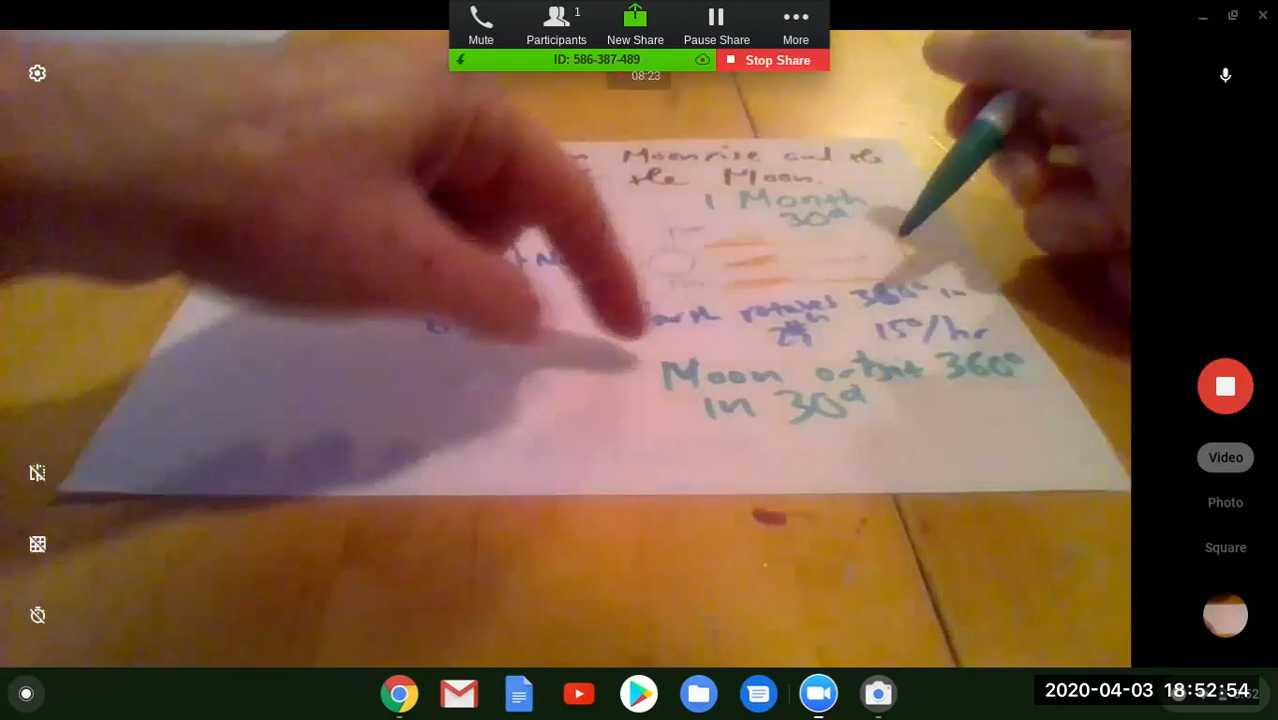 Mute
Participants
1
New Share
Pause Share
More
ID: 586-387-489
Stop Share
08:23
Moonrise and the
the Moon.
1 Month
30d
rotates 360° in
24h 15°/hr
Moon orbit 360°
in 30d
Video
Photo
Square
2020-04-03 18:52:54